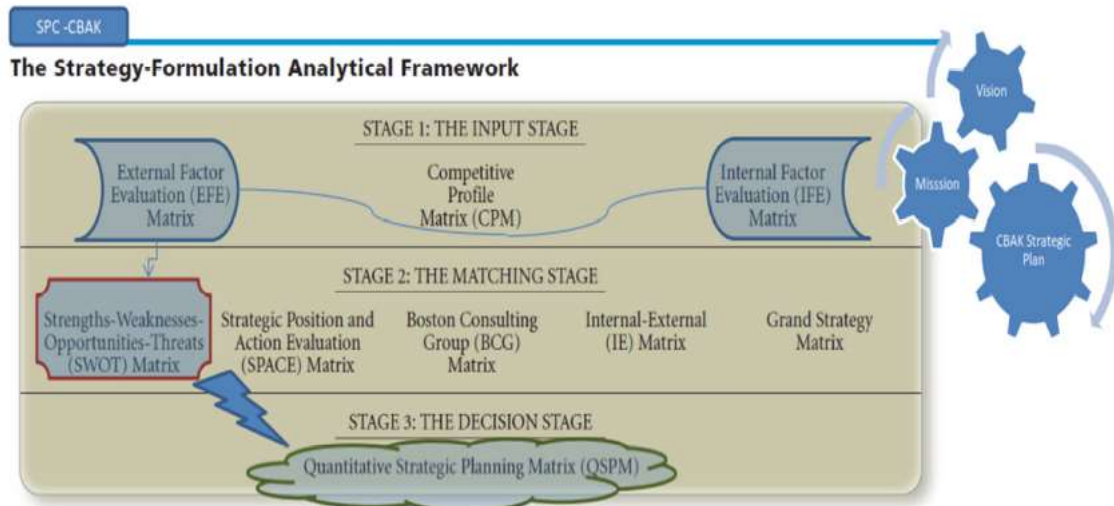 SPC -CBAK
The Strategy-Formulation Analytical Framework
Vision
Misssion
CBAK Strategic
Plan
STAGE 1: THE INPUT STAGE
External Factor
Evaluation (EFE)
Matrix
Competitive
Profile
Matrix (CPM)
Internal Factor
Evaluation (IFE)
Matrix
STAGE 2: THE MATCHING STAGE
Strengths-Weaknesses-
Opportunities-Threats
(SWOT) Matrix
Strategic Position and
Action Evaluation
(SPACE) Matrix
Boston Consulting
Group (BCG)
Matrix
Internal-External
(IE) Matrix
Grand Strategy
Matrix
STAGE 3: THE DECISION STAGE
Quantitative Strategic Planning Matrix (QSPM)